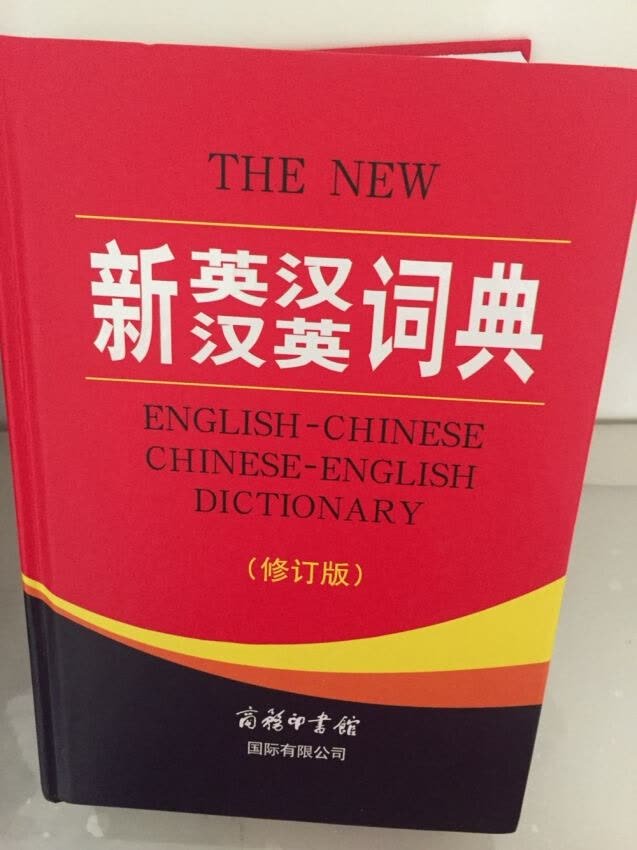 THE NEW
新英汉汉英词典
ENGLISH-CHINESE
CHINESE-ENGLISH
DICTIONARY
(修订版)
商務印書館
国际有限公司